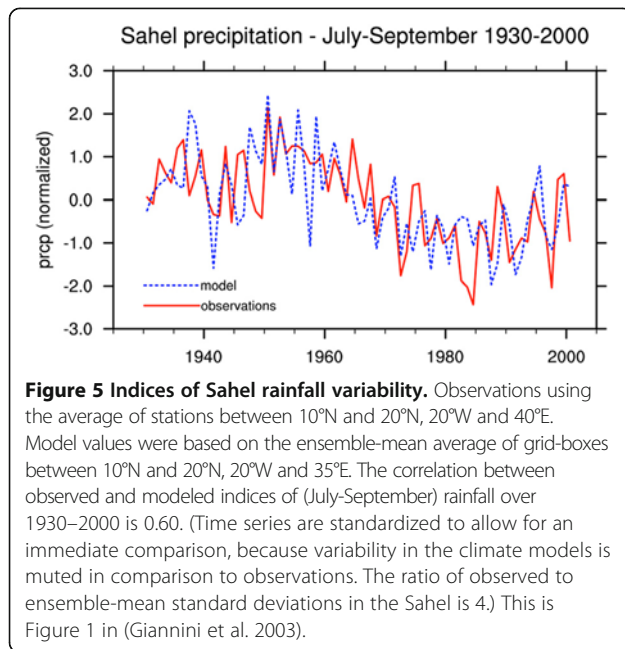 Sahel precipitation - July-September 1930-2000
3.0
2.0
1.0
0.0
-1.0
-2.0
-3.0
prcp (normalized)
model
observations
1940 1960 1980 2000
Figure 5 Indices of Sahel rainfall variability. Observations using
the average of stations between 10°N and 20°N, 20°W and 40°E.
Model values were based on the ensemble-mean average of grid-boxes
between 10°N and 20°N, 20°W and 35°E. The correlation between
observed and modeled indices of (July-September) rainfall over
1930–2000 is 0.60. (Time series are standardized to allow for an
immediate comparison, because variability in the climate models is
muted in comparison to observations. The ratio of observed to
ensemble-mean standard deviations in the Sahel is 4.) This is
Figure 1 in (Giannini et al. 2003).